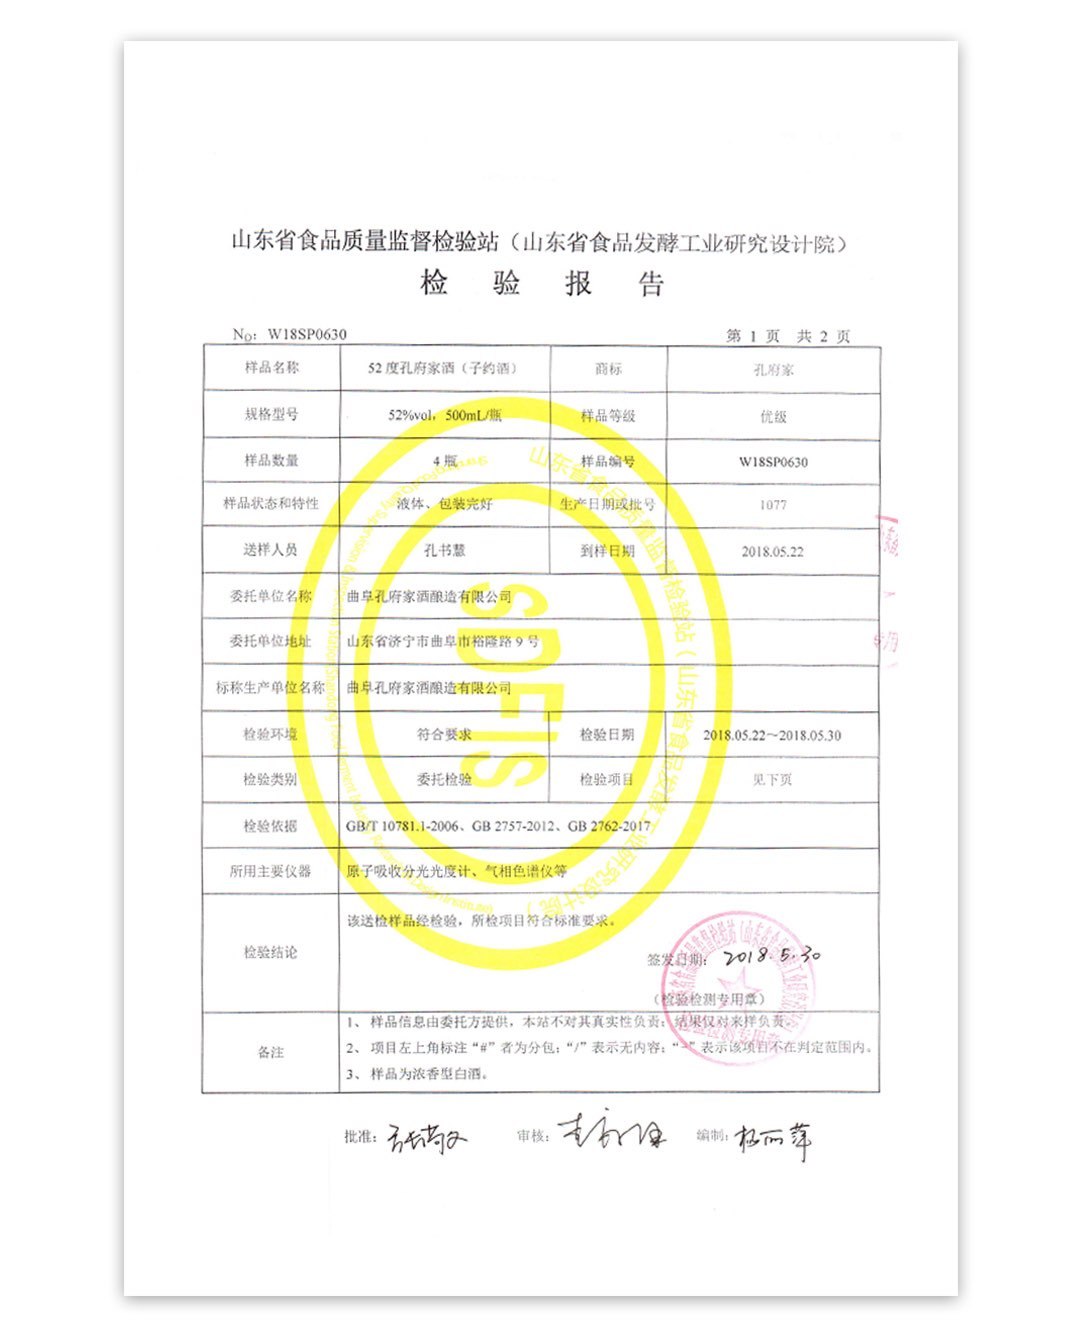 山东省食品质量监督检验站（山东省食品发酵工业研究设计院）
检 验 报 告
No: W18SP0630 第 1 页 共 2 页
样品名称 52 度孔府家酒（子约酒） 商标 孔府家
规格型号 52%vol，500mL/瓶 样品等级 优级
样品数量 4 瓶 样品编号 W18SP0630
样品状态和特性 液体、包装完好 生产日期或批号 1077
送样人员 孔书慧 到样日期 2018.05.22
委托单位名称 曲阜孔府家酒酿造有限公司
委托单位地址 山东省济宁市曲阜市裕隆路 9 号
标称生产单位名称 曲阜孔府家酒酿造有限公司
检验环境 符合要求 检验日期 2018.05.22～2018.05.30
检验类别 委托检验 检验项目 见下页
检验依据 GB/T 10781.1-2006、GB 2757-2012、GB 2762-2017
所用主要仪器 原子吸收分光光度计、气相色谱仪等
检验结论 该送检样品经检验，所检项目符合标准要求。
签发日期： 2018.5.30
（检验检测专用章）
备注
1、 样品信息由委托方提供，本站不对其真实性负责；结果仅对来样负责。
2、 项目左上角标注“#”者为分包；“/”表示无内容；“-”表示该项目不在判定范围内。
3、 样品为浓香型白酒。
批准： 审核： 编制： 杨丽萍
SDFIS
山东省食品质量监督检验站（山东省食品发酵工业研究设计院）